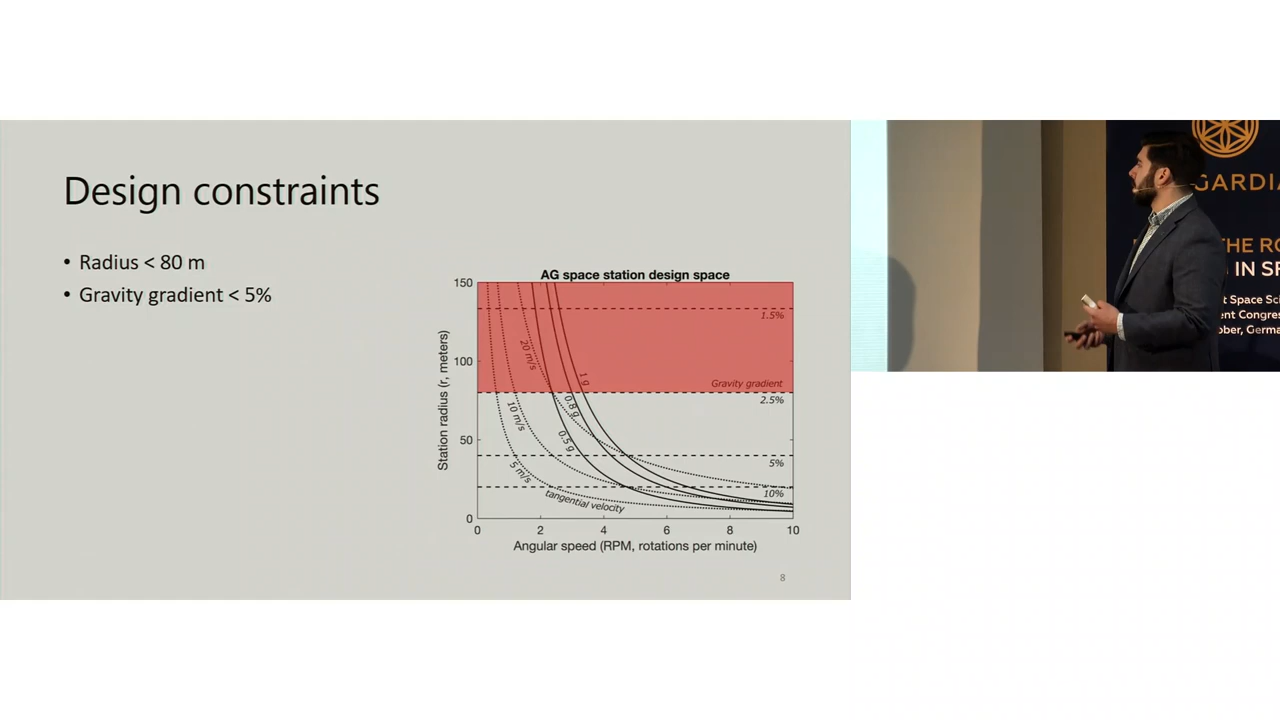 Design constraints
• Radius < 80 m
• Gravity gradient < 5%
AG space station design space
150
100
50
0
Station radius (r, meters)
1.5%
Gravity gradient
2.5%
5%
10%
20 m/s
10 m/s
5 m/s
tangential velocity
1 g
0.8 g
0.5 g
0 2 4 6 8 10
Angular speed (RPM, rotations per minute)
8
GARDIA
THE RO
IN SP
t Space Sci
ent Congres
ober, Germa